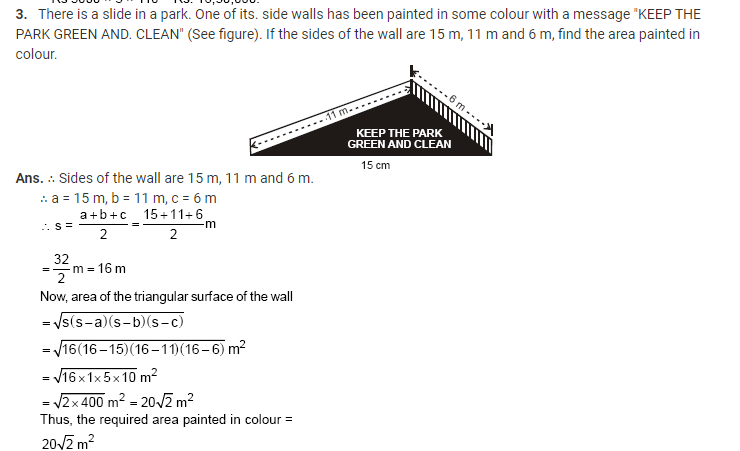 3. There is a slide in a park. One of its. side walls has been painted in some colour with a message "KEEP THE
PARK GREEN AND. CLEAN" (See figure). If the sides of the wall are 15 m, 11 m and 6 m, find the area painted in
colour.
11 m
6 m
KEEP THE PARK
GREEN AND CLEAN
15 cm
Ans. ∴ Sides of the wall are 15 m, 11 m and 6 m.
∴ a = 15 m, b = 11 m, c = 6 m
∴ s = (a+b+c)/2 = (15+11+6)/2 m
= 32/2 m = 16 m
Now, area of the triangular surface of the wall
= √(s(s–a)(s–b)(s–c))
= √(16(16–15)(16–11)(16–6)) m²
= √(16×1×5×10) m²
= √(2×400) m² = 20√2 m²
Thus, the required area painted in colour =
20√2 m²